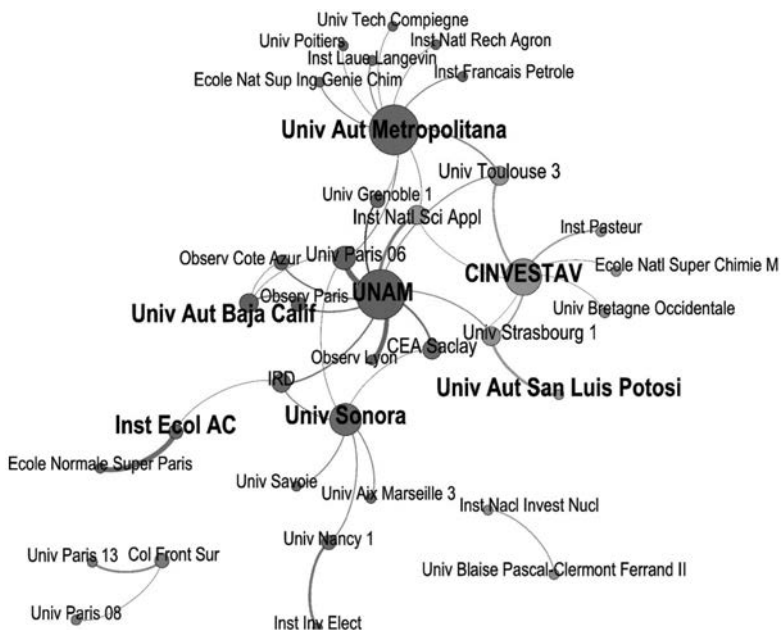 Univ Tech Compiegne
Univ Poitiers
Inst Natl Rech Agron
Inst Laue Langevin
Ecole Nat Sup Ing Genie Chim
Inst Francais Petrole
Univ Aut Metropolitana
Univ Toulouse 3
Univ Grenoble 1
Inst Natl Sci Appl
Inst Pasteur
Univ Paris 06
Observ Cote Azur
CINVESTAV
Ecole Natl Super Chimie M
UNAM
Observ Paris
Univ Aut Baja Calif
Univ Bretagne Occidentale
Univ Strasbourg 1
CEA Saclay
Observ Lyon
IRD
Univ Aut San Luis Potosi
Univ Sonora
Inst Ecol AC
Ecole Normale Super Paris
Univ Savoie
Univ Aix Marseille 3
Inst Nacl Invest Nucl
Univ Nancy 1
Univ Paris 13
Col Front Sur
Univ Blaise Pascal-Clermont Ferrand II
Univ Paris 08
Inst Inv Elect